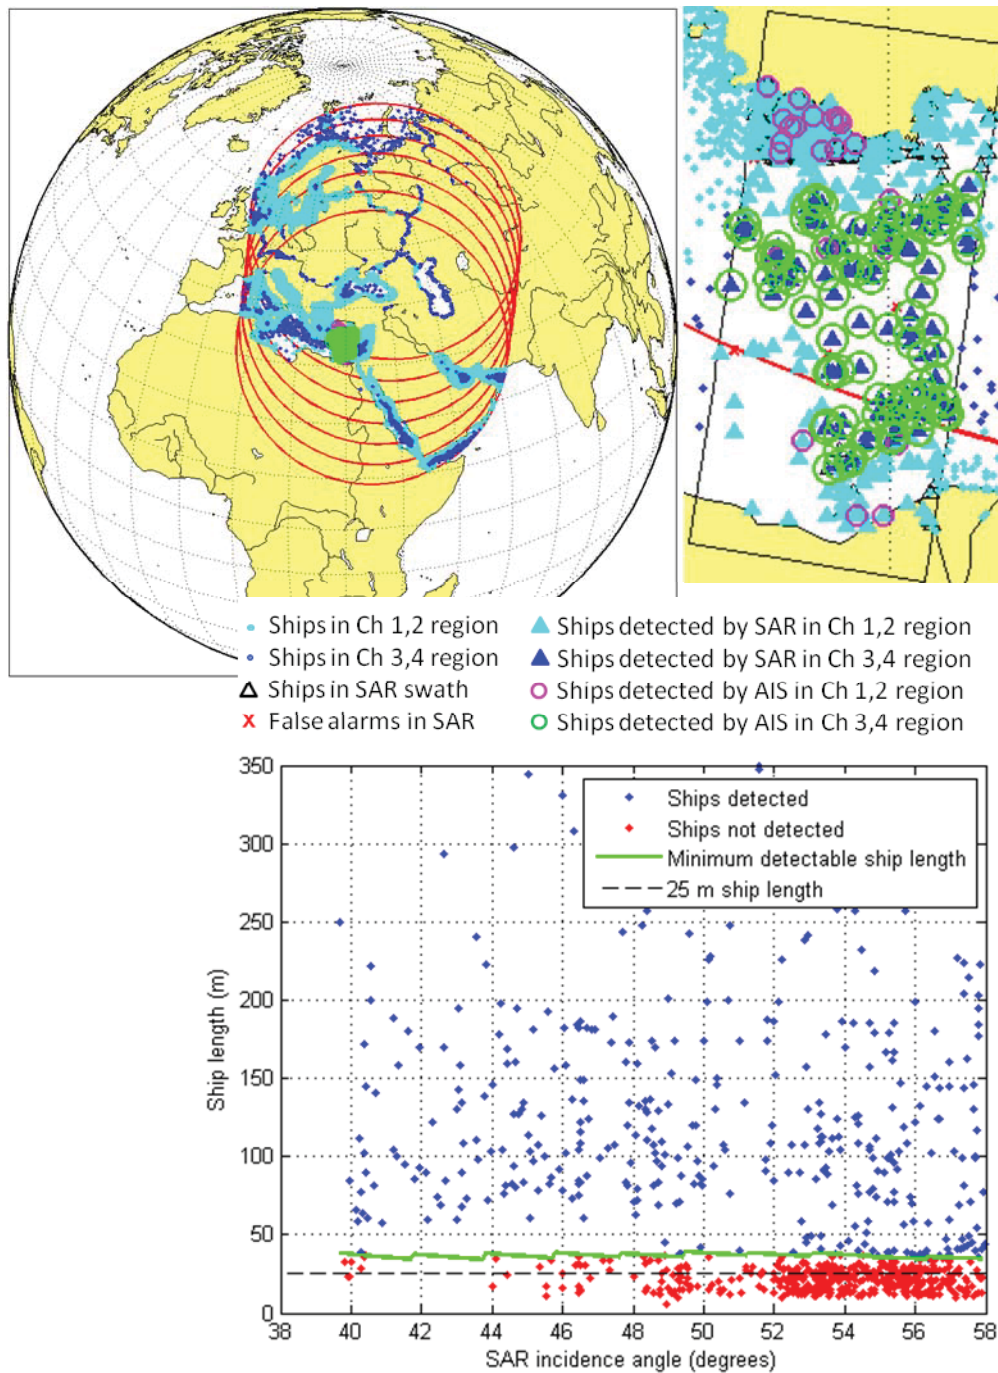 Ships in Ch 1,2 region
Ships in Ch 3,4 region
Ships in SAR swath
x False alarms in SAR
Ships detected by SAR in Ch 1,2 region
Ships detected by SAR in Ch 3,4 region
Ships detected by AIS in Ch 1,2 region
Ships detected by AIS in Ch 3,4 region
350
300
250
200
150
100
50
0
Ship length (m)
Ships detected
Ships not detected
Minimum detectable ship length
25 m ship length
38 40 42 44 46 48 50 52 54 56 58
SAR incidence angle (degrees)